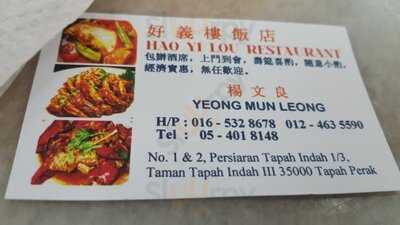 好義樓飯店
HAO YI LOU RESTAURANT
包辦酒席，上門到會，壽筵喜酌，隨意小酌，
經濟實惠，無任歡迎。
楊文良
YEONG MUN LEONG
H/P : 016 - 532 8678 012 - 463 5590
Tel : 05 - 401 8148
No. 1 & 2, Persiaran Tapah Indah 1/3,
Taman Tapah Indah III 35000 Tapah Perak